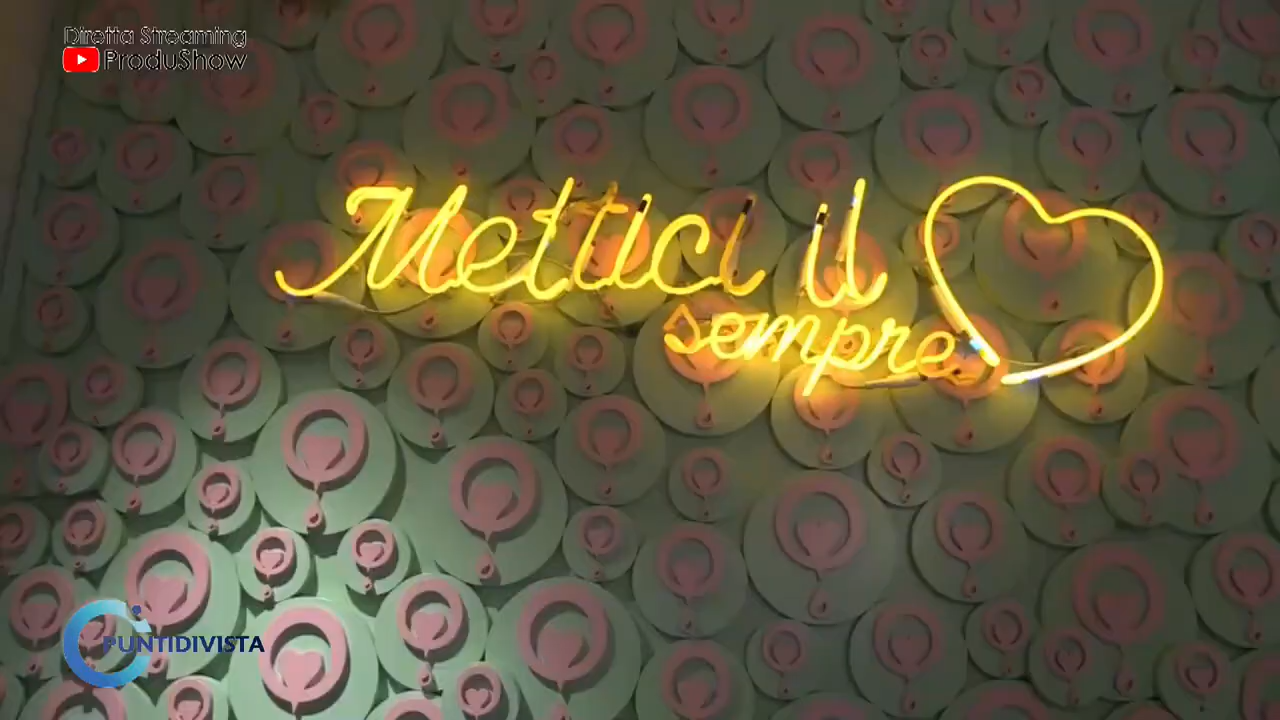 Diretta Streaming
ProduShow
Mettici il
sempre
PUNTIDIVISTA